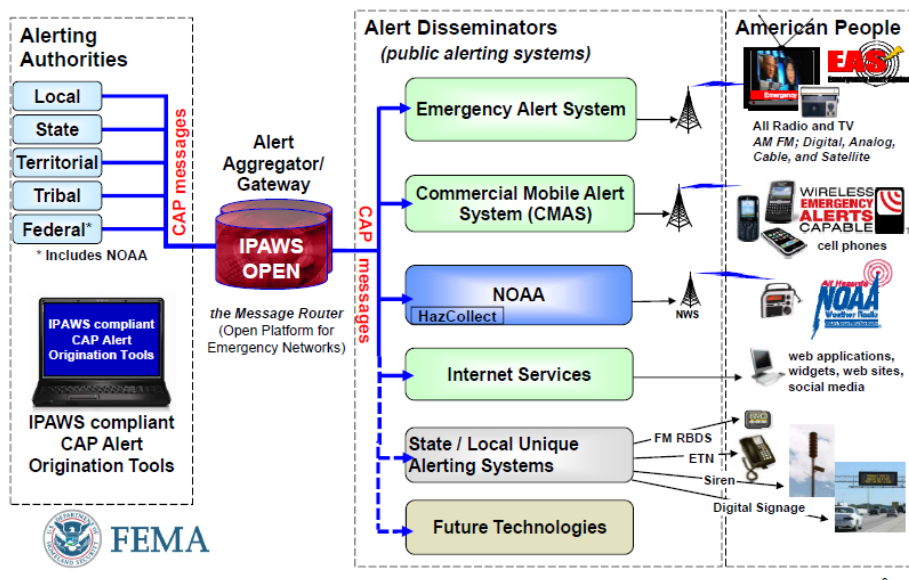 Alerting
Authorities
Local
State
Territorial
Tribal
Federal*
* Includes NOAA
CAP messages
IPAWS compliant
CAP Alert
Origination Tools
IPAWS compliant
CAP Alert
Origination Tools
FEMA
Alert
Aggregator/
Gateway
IPAWS
OPEN
the Message Router
(Open Platform for
Emergency Networks)
CAP messages
Alert Disseminators
(public alerting systems)
Emergency Alert System
Commercial Mobile Alert
System (CMAS)
NOAA
HazCollect
Internet Services
State / Local Unique
Alerting Systems
Future Technologies
NWS
FM RBDS
ETN
Siren
Digital Signage
American People
Emergency
EAS
All Radio and TV
AM FM; Digital, Analog,
Cable, and Satellite
WIRELESS
EMERGENCY
ALERTS
CAPABLE
cell phones
All Hazards
NOAA
Weather Radio
web applications,
widgets, web sites,
social media